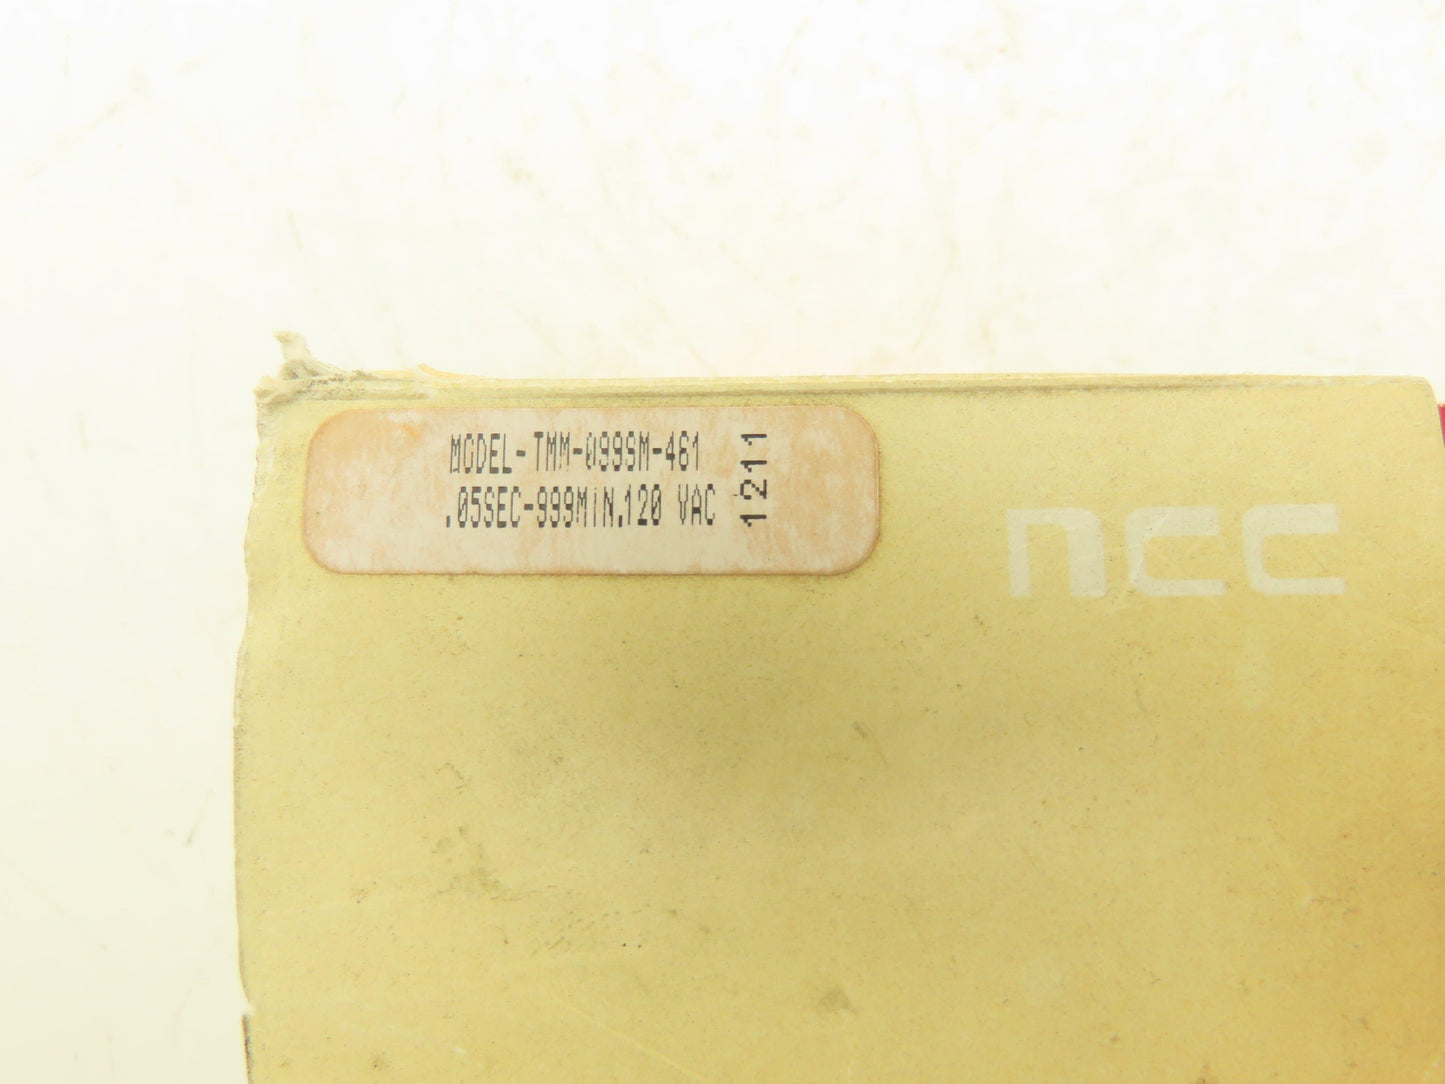 MODEL-TMM-0999M-461
.05SEC-999MIN.120 VAC
1211
ncc